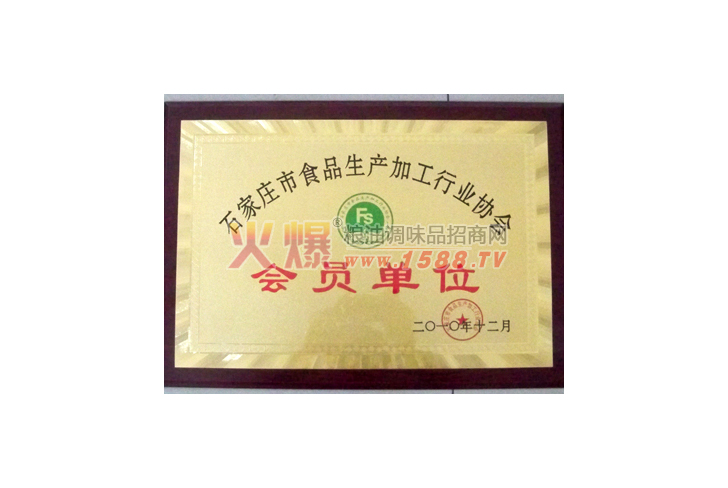 石家庄市食品生产加工行业协会
FS
火爆®粮油调味品招商网
www.1588.TV
会员单位
二〇一〇年十二月